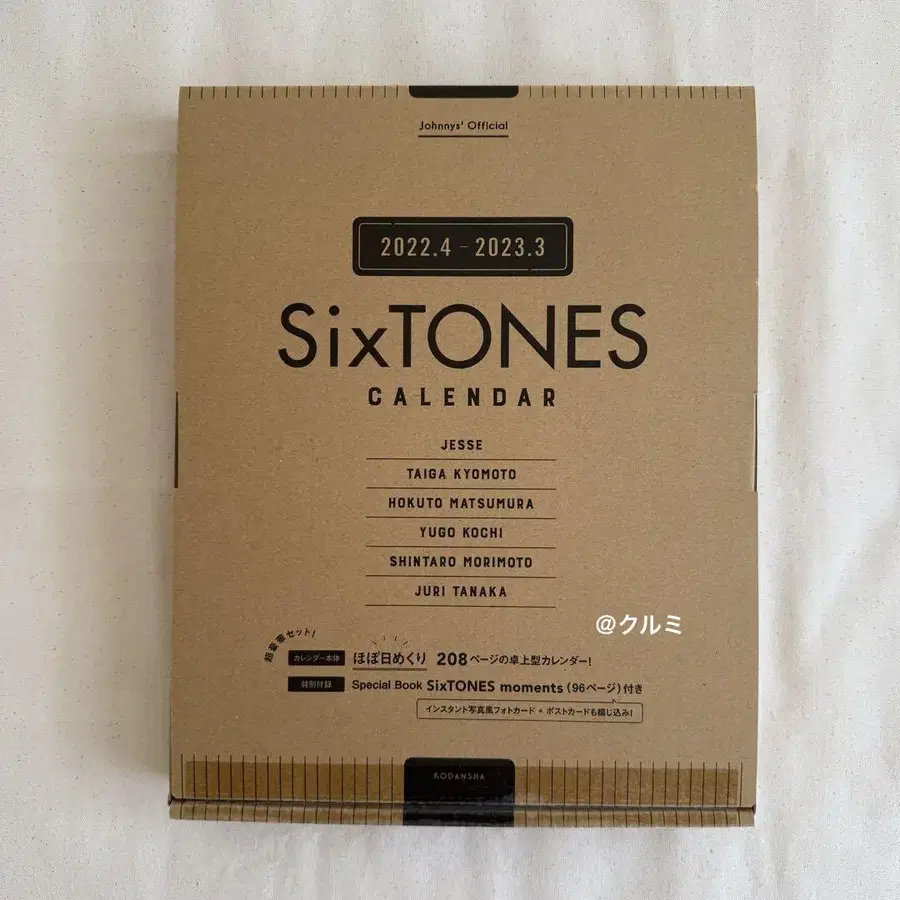 Johnnys' Official
2022.4 - 2023.3
SixTONES
CALENDAR
JESSE
TAIGA KYOMOTO
HOKUTO MATSUMURA
YUGO KOCHI
SHINTARO MORIMOTO
JURI TANAKA
@クルミ
超豪華セット!
カレンダー本体 ほぼ日めくり 208ページの卓上型カレンダー!
特別付録 Special Book SixTONES moments (96ページ) 付き
インスタント写真風フォトカード + ポストカードも綴じ込み!
KODANSHA